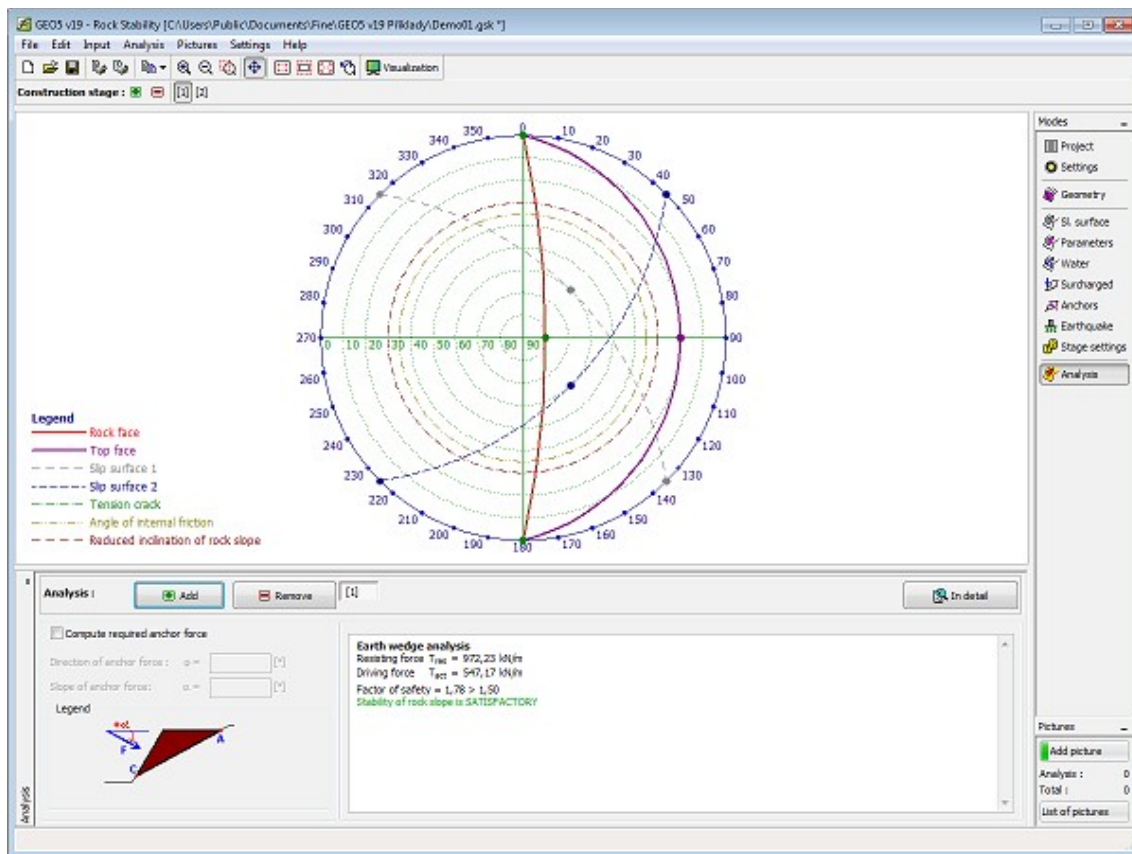 GEO5 v19 - Rock Stability [C:\Users\Public\Documents\Fine\GEO5 v19 Příklady\Demo01.gsk *]
File Edit Input Analysis Pictures Settings Help
Visualization
Construction stage : [1] [2]
0 10 20 30 40 50 60 70 80 90 100 110 120 130 140 150 160 170 180 190 200 210 220 230 240 250 260 270 280 290 300 310 320 330 340 350
0 10 20 30 40 50 60 70 80 90
Legend
Rock face
Top face
Slip surface 1
Slip surface 2
Tension crack
Angle of internal friction
Reduced inclination of rock slope
Modes
Project
Settings
Geometry
Sl. surface
Parameters
Water
Surcharged
Anchors
Earthquake
Stage settings
Analysis
Analysis : Add Remove [1] In detail
Compute required anchor force
Direction of anchor force : α = [°]
Slope of anchor force: α = [°]
Legend
+α
F
A
C
Earth wedge analysis
Resisting force Tres = 972,23 kN/m
Driving force Tact = 547,17 kN/m
Factor of safety = 1,78 > 1,50
Stability of rock slope is SATISFACTORY
Analysis
Pictures
Add picture
Analysis : 0
Total : 0
List of pictures